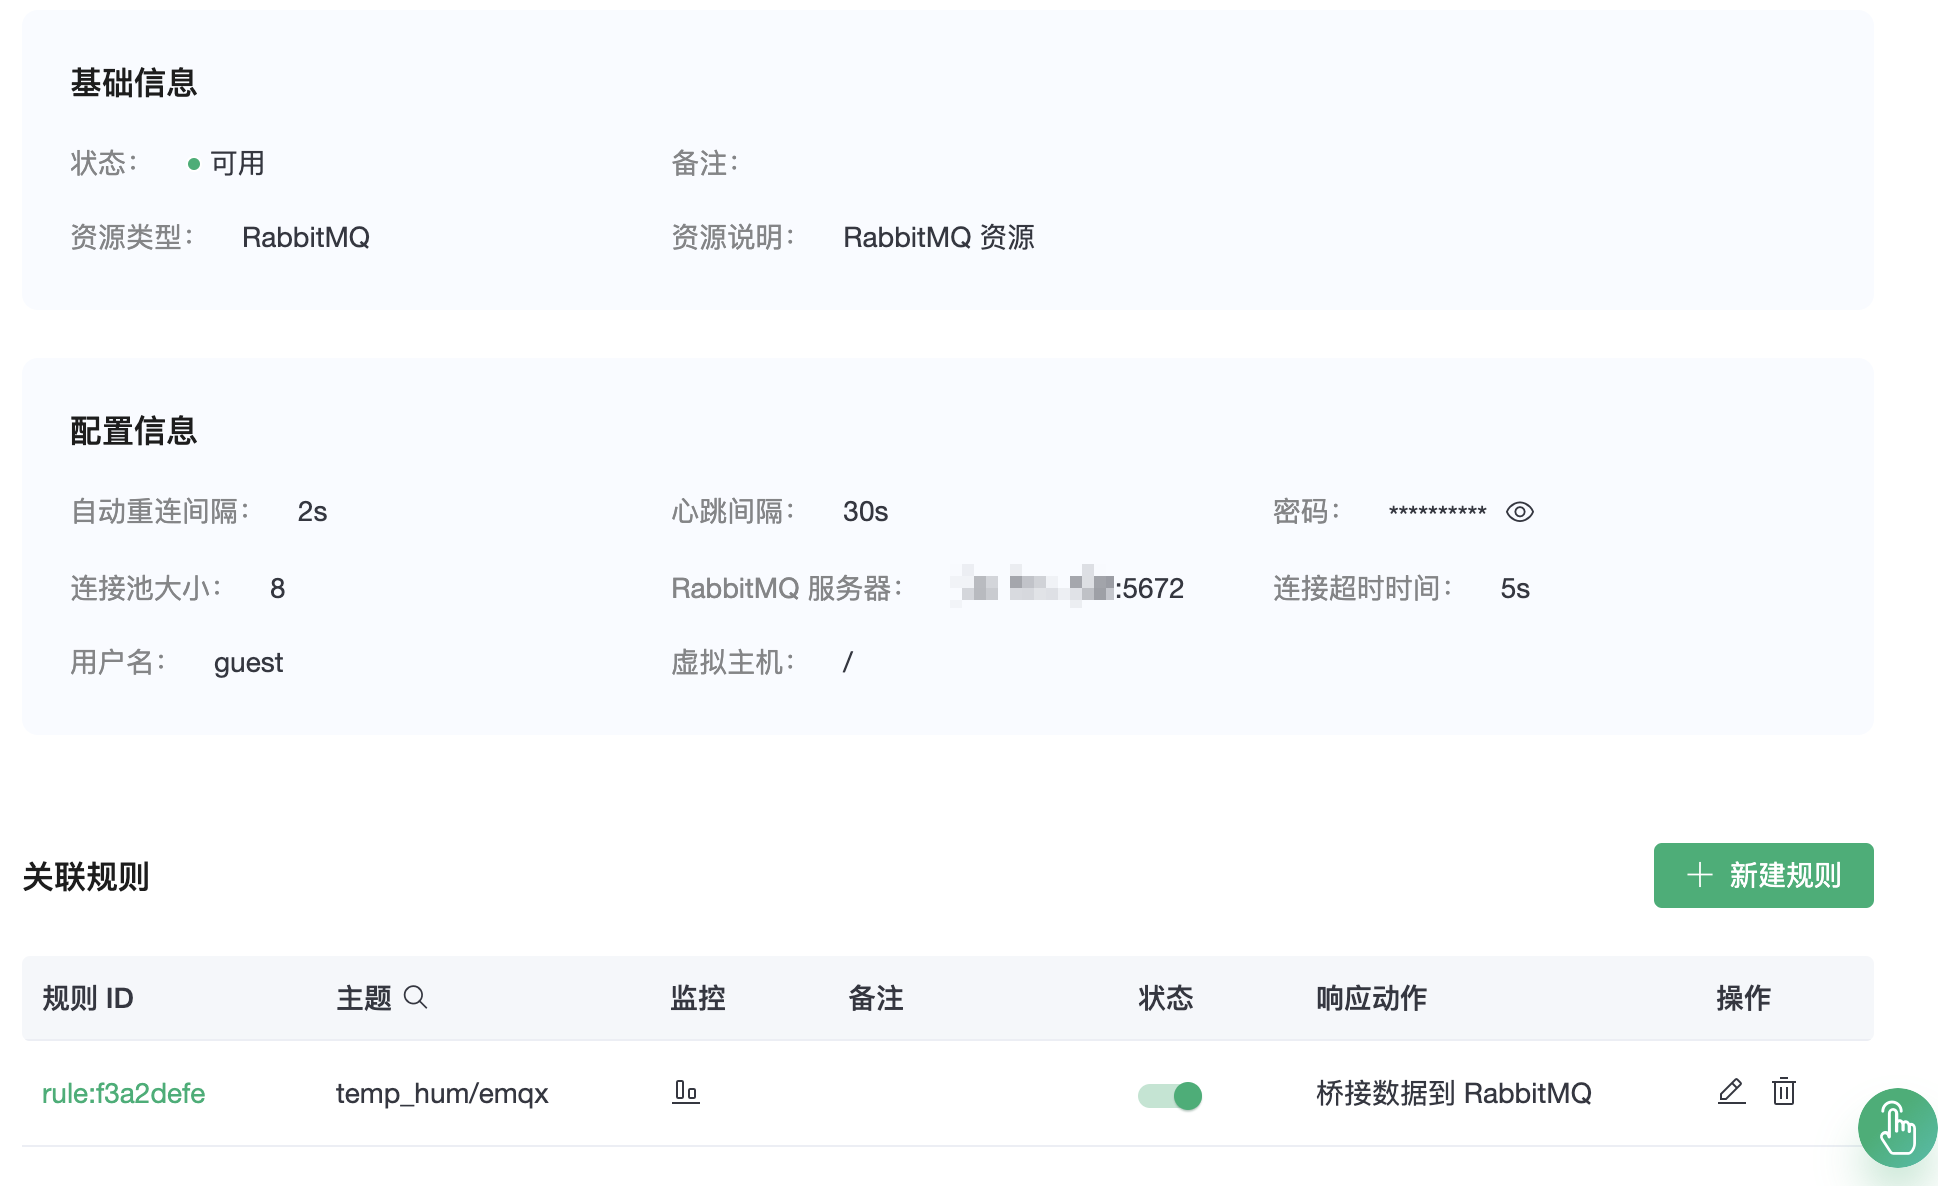 基础信息
状态： 可用 备注：
资源类型： RabbitMQ 资源说明： RabbitMQ 资源
配置信息
自动重连间隔： 2s 心跳间隔： 30s 密码： **********
连接池大小： 8 RabbitMQ 服务器： :5672 连接超时时间： 5s
用户名： guest 虚拟主机： /
关联规则 新建规则
规则 ID 主题 监控 备注 状态 响应动作 操作
rule:f3a2defe temp_hum/emqx 桥接数据到 RabbitMQ